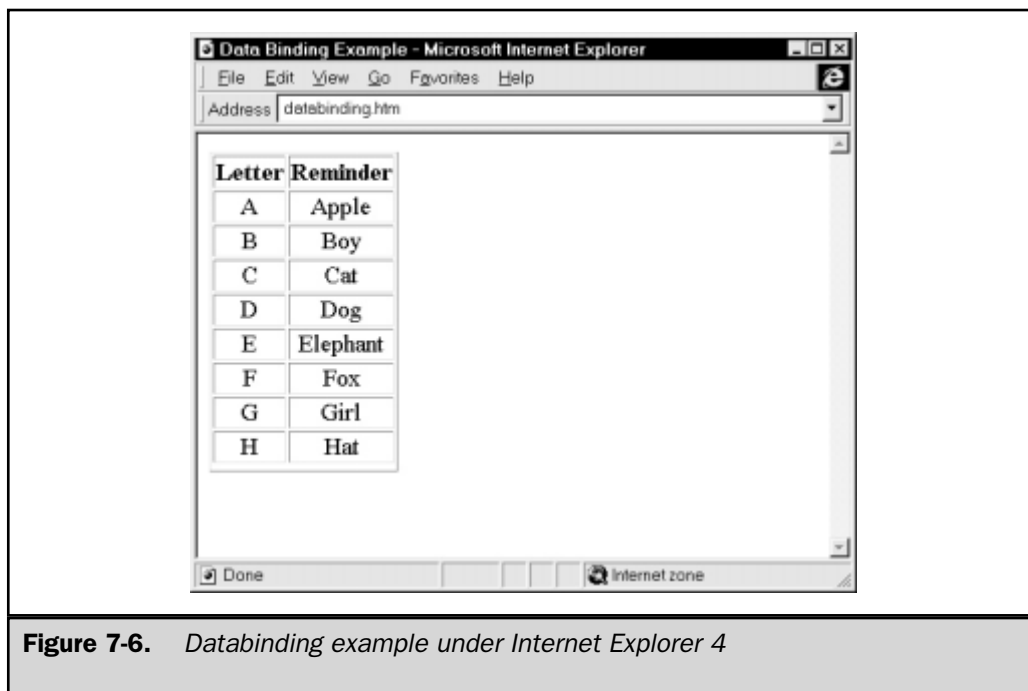 Data Binding Example - Microsoft Internet Explorer
File Edit View Go Favorites Help
Address databinding.htm
Letter Reminder
A Apple
B Boy
C Cat
D Dog
E Elephant
F Fox
G Girl
H Hat
Done Internet zone
Figure 7-6. Databinding example under Internet Explorer 4